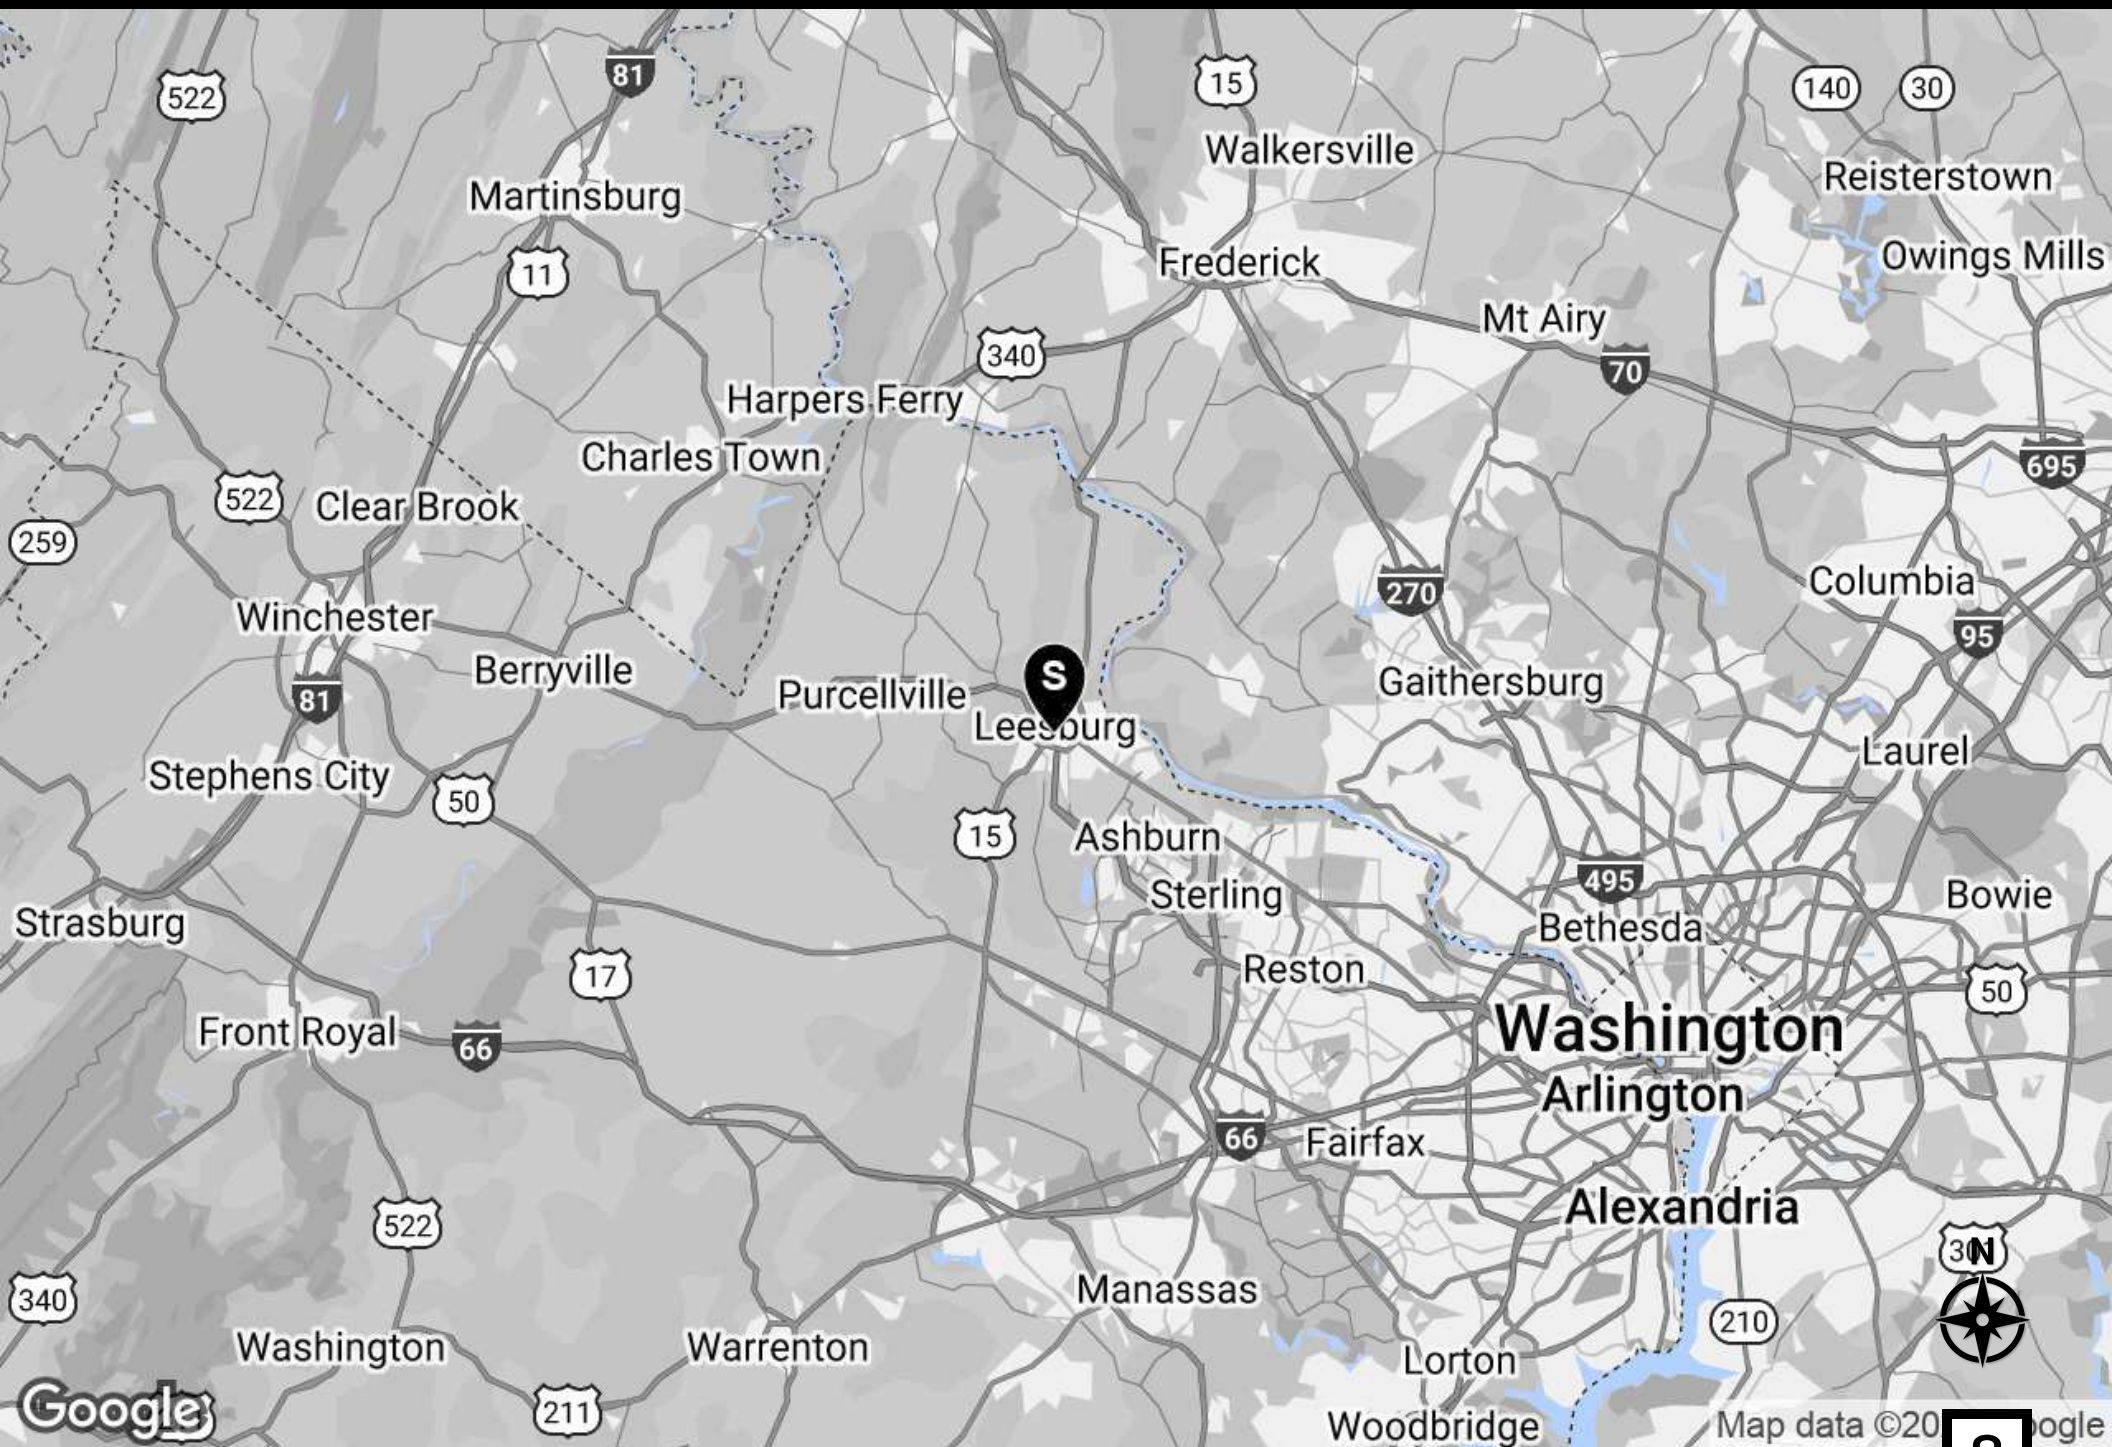 81
15
522
140
30
Walkersville
Reisterstown
Martinsburg
Owings Mills
Frederick
11
Mt Airy
340
70
Harpers Ferry
Charles Town
695
522
Clear Brook
259
Columbia
270
Winchester
95
Berryville
S
Gaithersburg
Purcellville
81
Leesburg
Laurel
Stephens City
50
15
Ashburn
495
Sterling
Bowie
Strasburg
Bethesda
17
Reston
50
Washington
Front Royal
66
Arlington
66
Fairfax
Alexandria
522
N
Manassas
340
210
Washington
Warrenton
Lorton
Google
211
Woodbridge
Map data